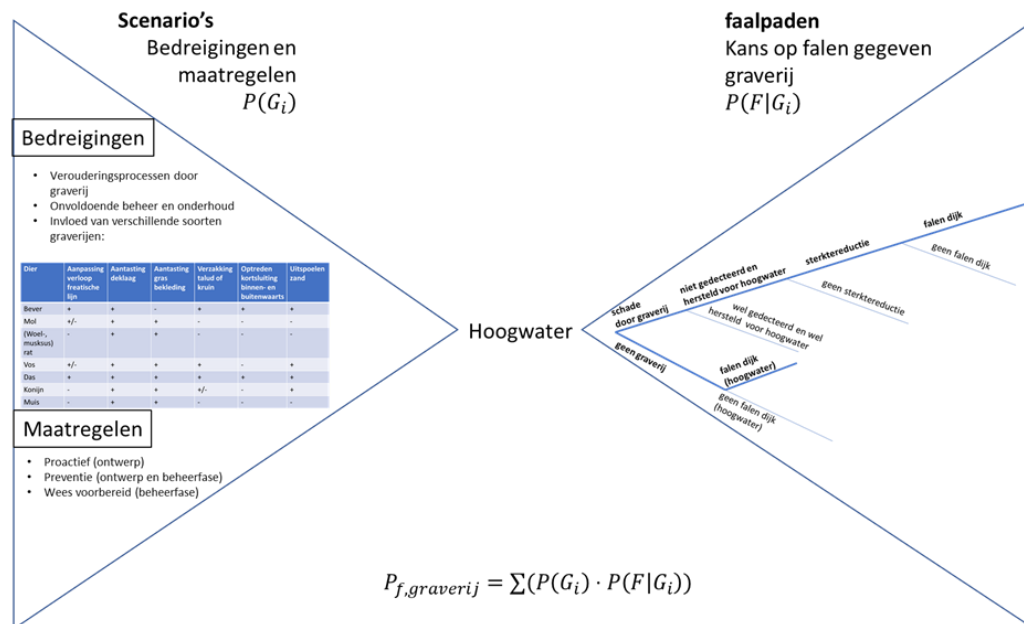 Scenario's
Bedreigingen en
maatregelen
P(G_i)
Bedreigingen
• Verouderingsprocessen door
graverij
• Onvoldoende beheer en onderhoud
• Invloed van verschillende soorten
graverijen:
Dier | Aanpassing verloop freatische lijn | Aantasting deklaag | Aantasting gras bekleding | Verzakking talud of kruin | Optreden kortsluiting binnen- en buitenwaarts | Uitspoelen zand
Bever | + | + | - | + | + | +
Mol | +/- | + | + | - | - | -
(Woel-, muskus) rat | - | + | + | - | - | -
Vos | +/- | + | + | + | - | +
Das | + | + | + | + | + | +
Konijn | - | + | + | +/- | - | +
Muis | - | + | + | - | - | -
Maatregelen
• Proactief (ontwerp)
• Preventie (ontwerp en beheerfase)
• Wees voorbereid (beheerfase)
Hoogwater
faalpaden
Kans op falen gegeven
graverij
P(F|G_i)
schade
door graverij
niet gedecteerd en
hersteld voor hoogwater
sterktereductie
falen dijk
geen falen dijk
geen sterktereductie
wel gedecteerd en wel
hersteld voor hoogwater
geen graverij
falen dijk
(hoogwater)
geen falen dijk
(hoogwater)
P_{f,graverij} = ∑(P(G_i) · P(F|G_i))